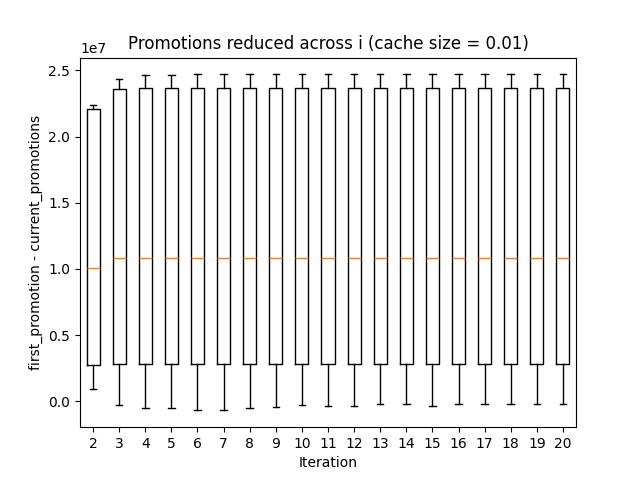 Promotions reduced across i (cache size = 0.01)
1e7
2.5
2.0
1.5
1.0
0.5
0.0
first_promotion - current_promotions
2 3 4 5 6 7 8 9 10 11 12 13 14 15 16 17 18 19 20
Iteration